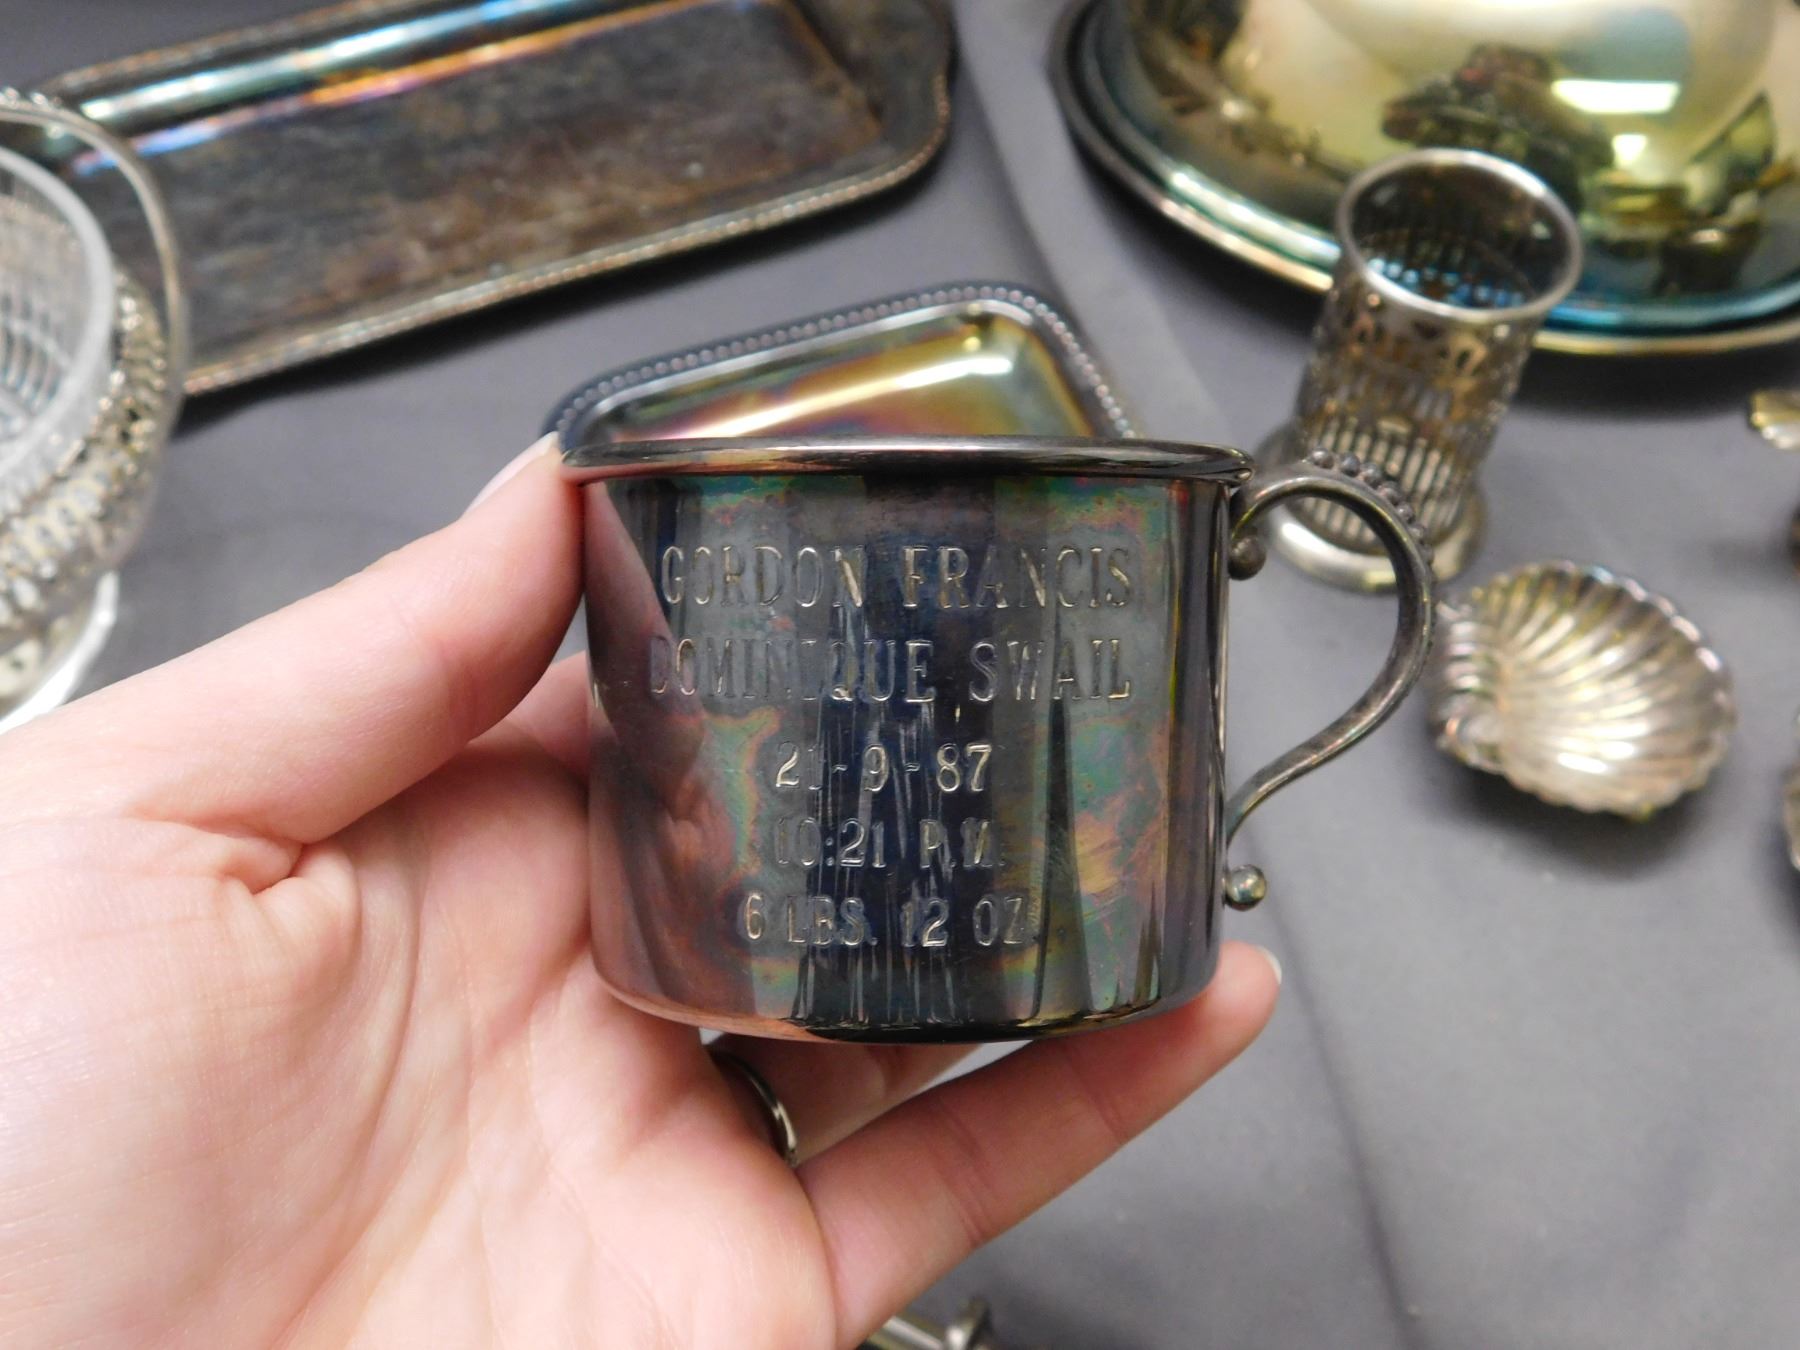 GORDON FRANCIS
DOMINIQUE SWAIL
21-9-87
10:21 P.M.
6 LBS. 12 OZ.